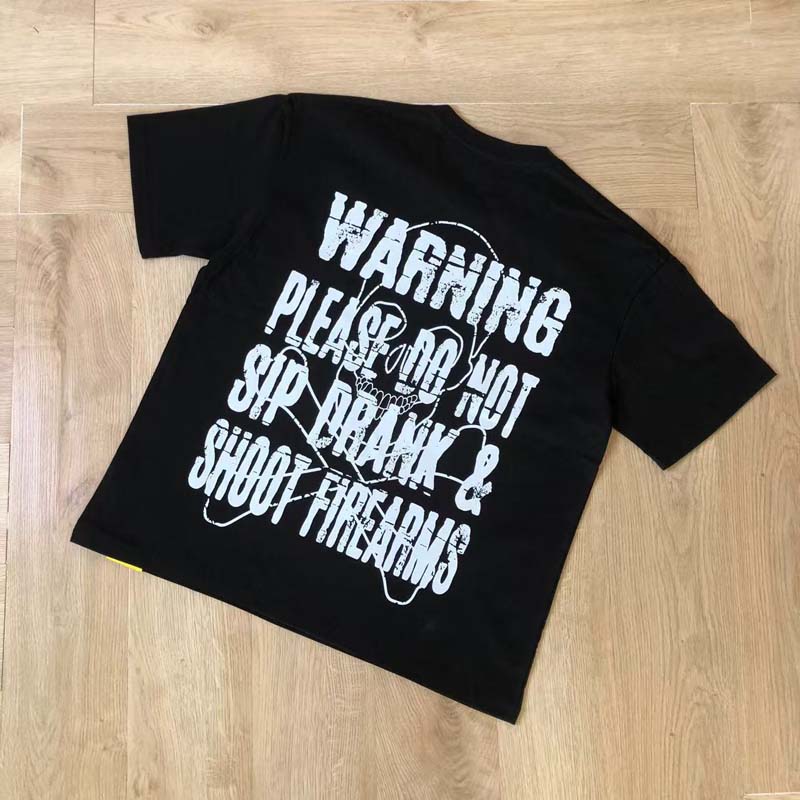 WARNING
PLEASE DO NOT
SIP DRANK &
SHOOT FIREARMS